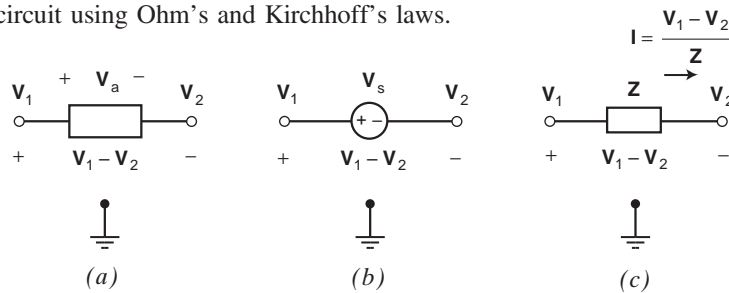 circuit using Ohm's and Kirchhoff's laws.
I = V1 – V2 / Z
+ Va –
V1 V2
+ V1 – V2 –
(a)
Vs
V1 V2
+ –
+ V1 – V2 –
(b)
Z
V1 V2
+ V1 – V2 –
(c)